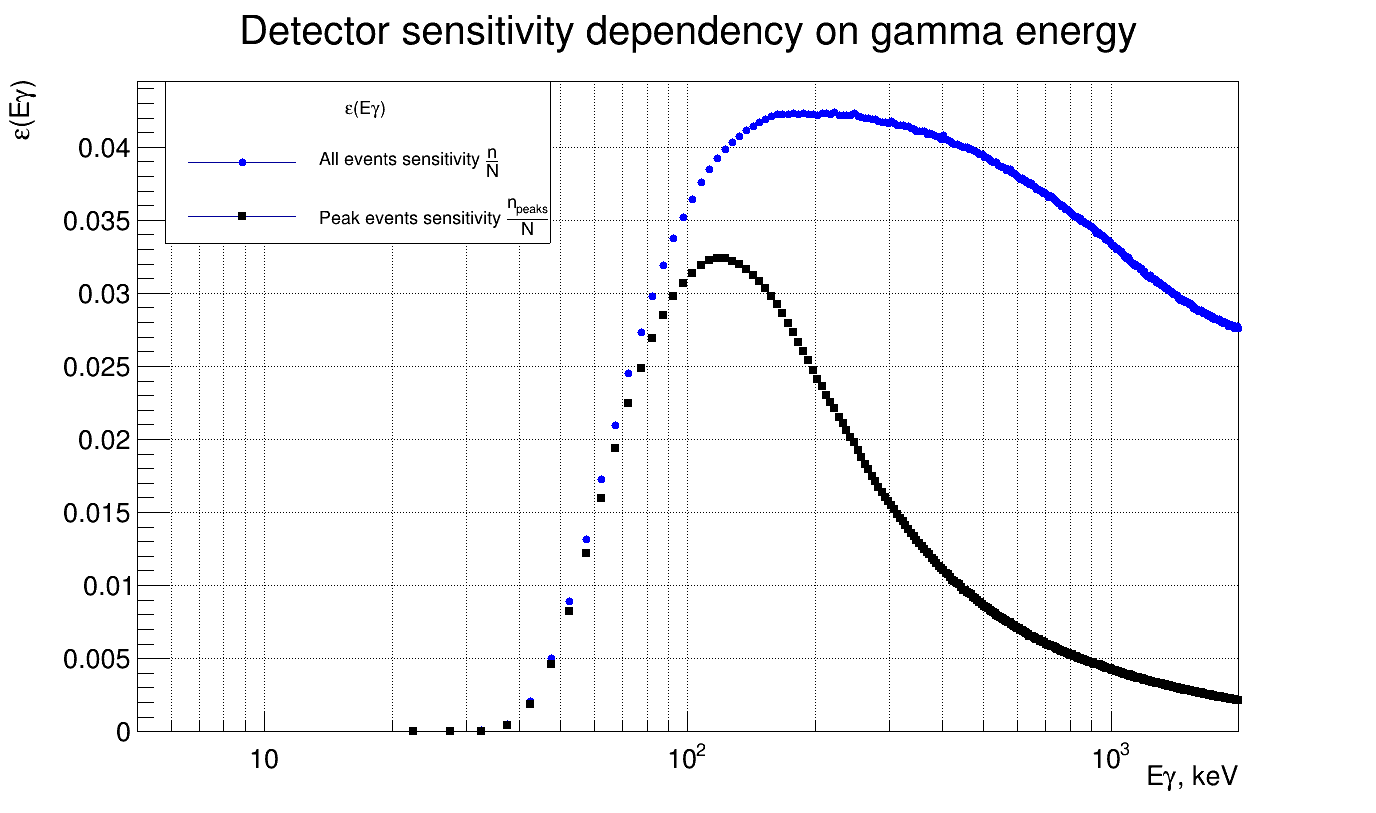 Detector sensitivity dependency on gamma energy
ε(Eγ)
ε(Eγ)
All events sensitivity n/N
Peak events sensitivity n_peaks/N
0.04
0.035
0.03
0.025
0.02
0.015
0.01
0.005
0
10
10²
10³
Eγ, keV